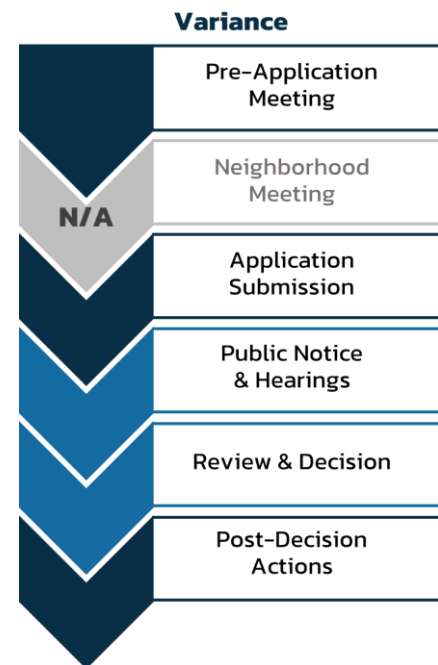 Variance
Pre-Application
Meeting
Neighborhood
Meeting
N/A
Application
Submission
Public Notice
& Hearings
Review & Decision
Post-Decision
Actions